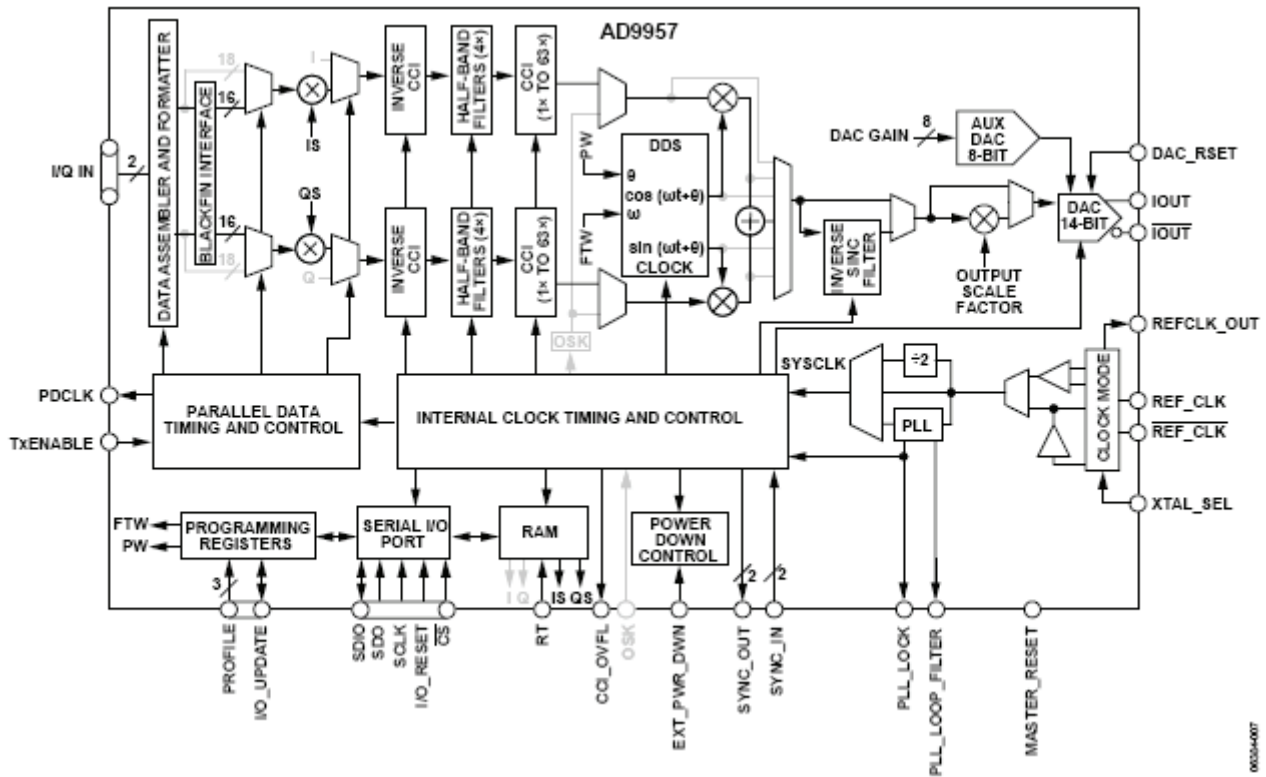 AD9957
I/Q IN
2
DATA ASSEMBLER AND FORMATTER
BLACKFIN INTERFACE
18
16
16
18
IS
QS
I
Q
INVERSE
CCI
HALF-BAND
FILTERS (4×)
CCI
(1× TO 63×)
INVERSE
CCI
HALF-BAND
FILTERS (4×)
CCI
(1× TO 63×)
PW
FTW
DDS
θ
cos (ωt+θ)
ω
sin (ωt+θ)
CLOCK
OSK
INVERSE
SINC
FILTER
DAC GAIN
8
AUX
DAC
8-BIT
OUTPUT
SCALE
FACTOR
DAC
14-BIT
DAC_RSET
IOUT
IOUT
REFCLK_OUT
REF_CLK
REF_CLK
XTAL_SEL
CLOCK MODE
SYSCLK
÷2
PLL
PDCLK
TxENABLE
PARALLEL DATA
TIMING AND CONTROL
INTERNAL CLOCK TIMING AND CONTROL
FTW
PW
PROGRAMMING
REGISTERS
SERIAL I/O
PORT
RAM
POWER
DOWN
CONTROL
3
I
Q
IS
QS
2
2
PROFILE
I/O_UPDATE
SDIO
SDO
SCLK
I/O_RESET
CS
RT
CCI_OVFL
OSK
EXT_PWR_DWN
SYNC_OUT
SYNC_IN
PLL_LOCK
PLL_LOOP_FILTER
MASTER_RESET
06384-007